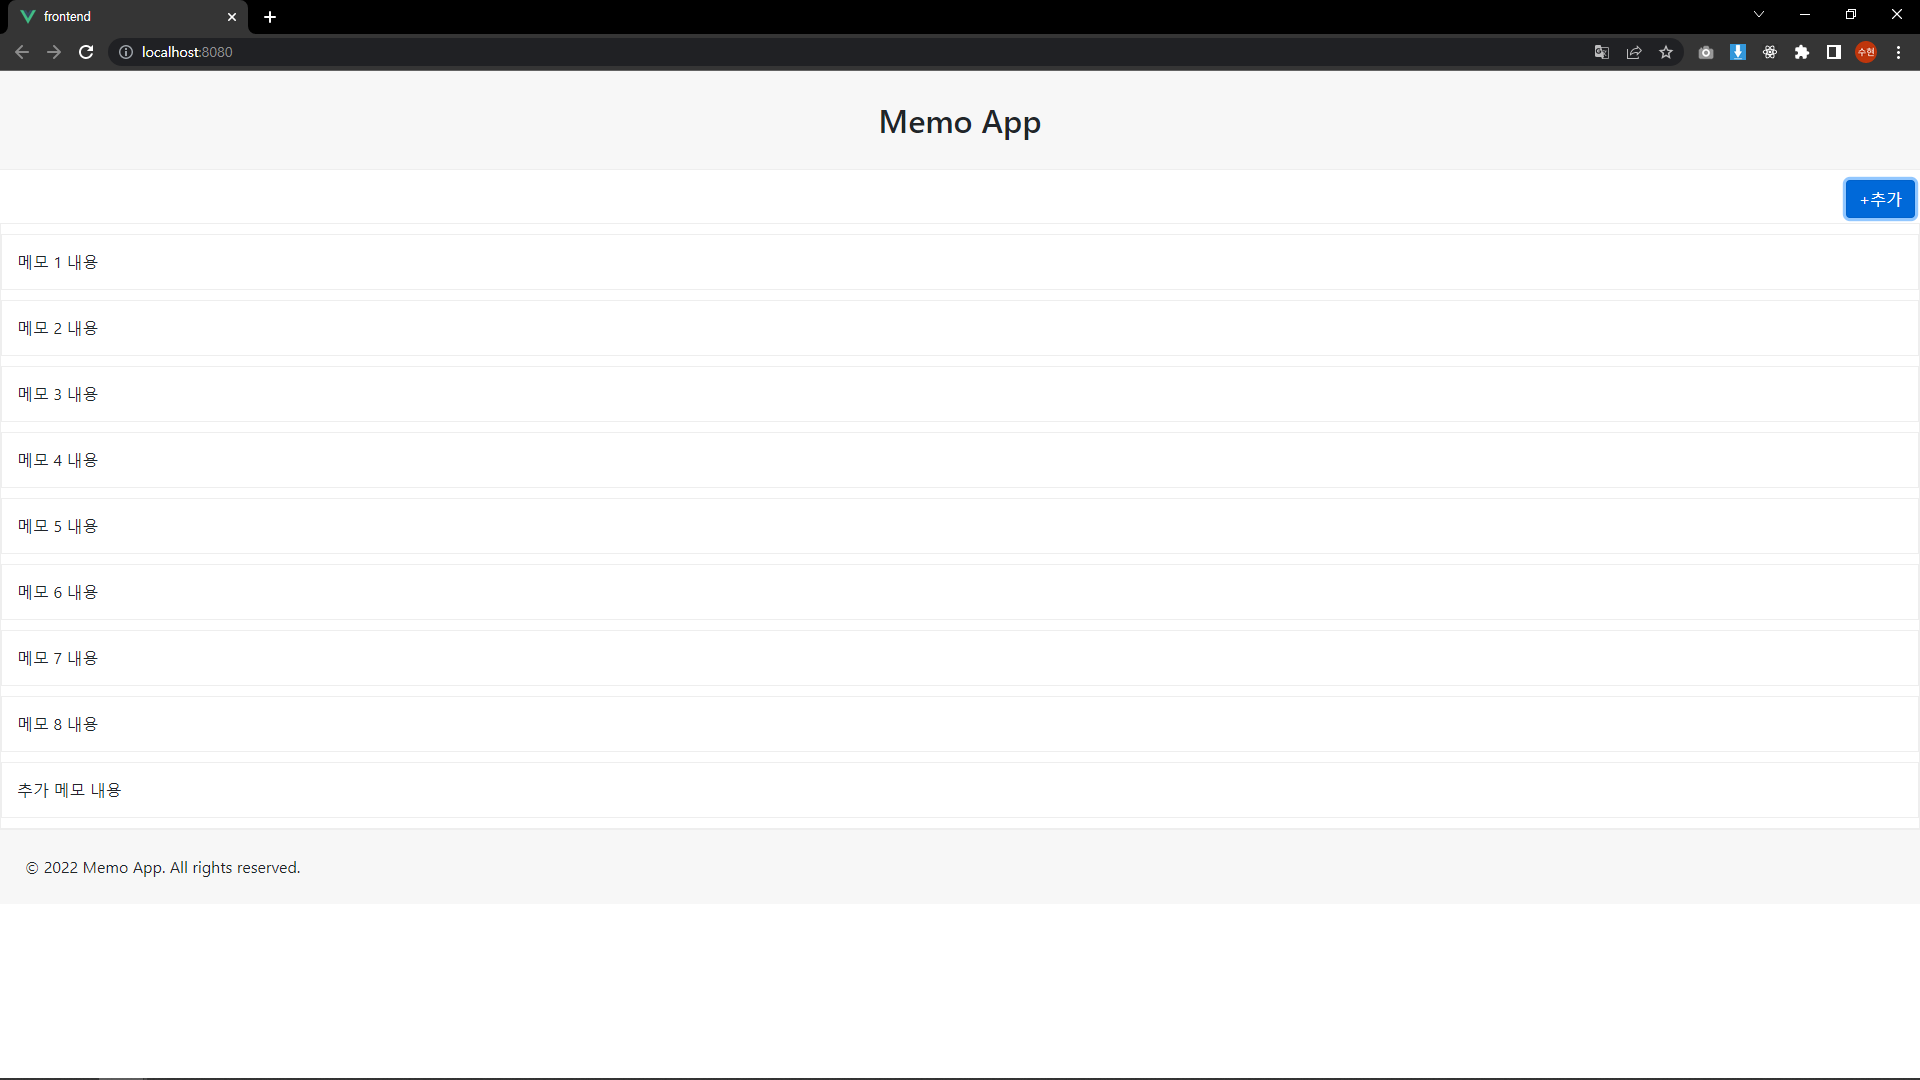 frontend
localhost:8080
수현
Memo App
+추가
메모 1 내용
메모 2 내용
메모 3 내용
메모 4 내용
메모 5 내용
메모 6 내용
메모 7 내용
메모 8 내용
추가 메모 내용
© 2022 Memo App. All rights reserved.